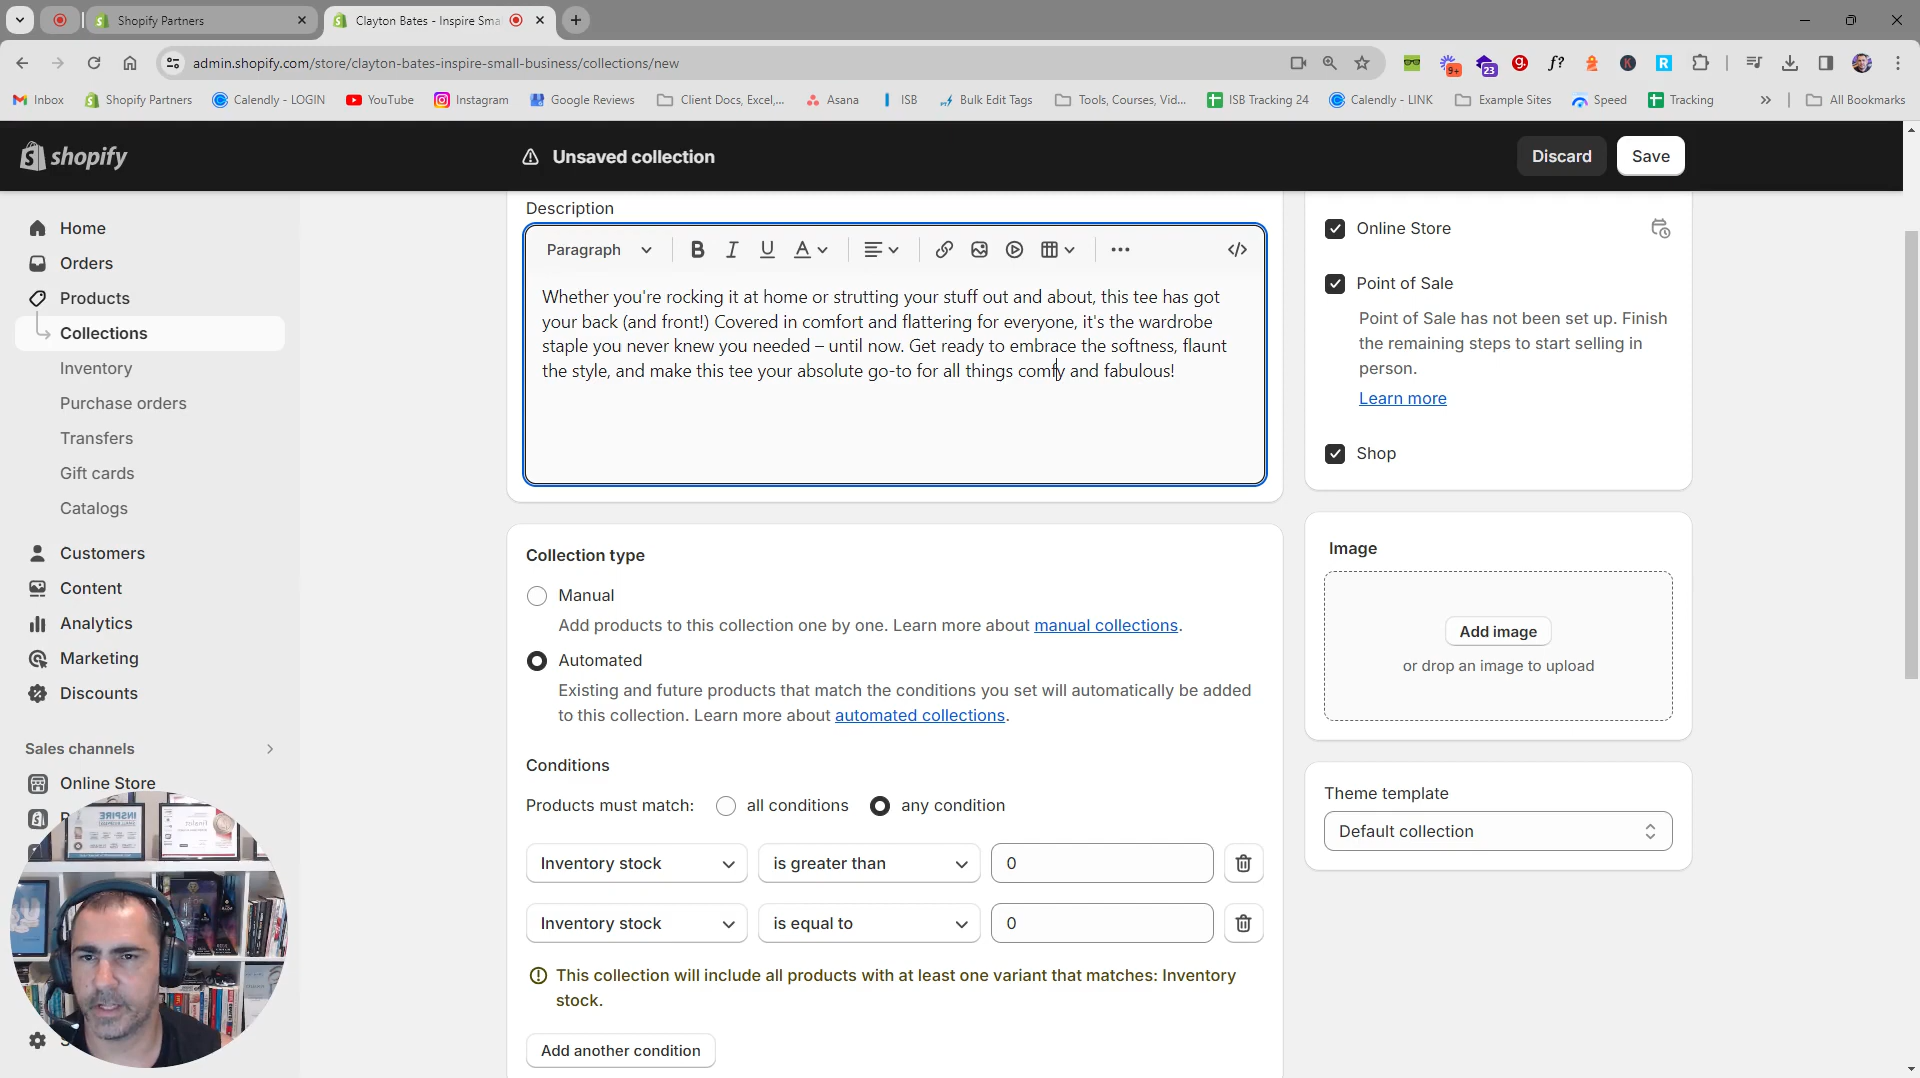 Shopify Partners
Clayton Bates - Inspire Sma
admin.shopify.com/store/clayton-bates-inspire-small-business/collections/new
9+
23
g.
f?
K
R
Inbox
Shopify Partners
Calendly - LOGIN
YouTube
Instagram
Google Reviews
Client Docs, Excel,...
Asana
ISB
Bulk Edit Tags
Tools, Courses, Vid...
ISB Tracking 24
Calendly - LINK
Example Sites
Speed
Tracking
All Bookmarks
shopify
Unsaved collection
Discard
Save
Home
Orders
Products
Collections
Inventory
Purchase orders
Transfers
Gift cards
Catalogs
Customers
Content
Analytics
Marketing
Discounts
Sales channels
Online Store
Description
Paragraph
B I U A
Whether you're rocking it at home or strutting your stuff out and about, this tee has got
your back (and front!) Covered in comfort and flattering for everyone, it's the wardrobe
staple you never knew you needed – until now. Get ready to embrace the softness, flaunt
the style, and make this tee your absolute go-to for all things comfy and fabulous!
Collection type
Manual
Add products to this collection one by one. Learn more about manual collections.
Automated
Existing and future products that match the conditions you set will automatically be added
to this collection. Learn more about automated collections.
Conditions
Products must match:
all conditions
any condition
Inventory stock
is greater than
0
Inventory stock
is equal to
0
This collection will include all products with at least one variant that matches: Inventory
stock.
Add another condition
Online Store
Point of Sale
Point of Sale has not been set up. Finish
the remaining steps to start selling in
person.
Learn more
Shop
Image
Add image
or drop an image to upload
Theme template
Default collection